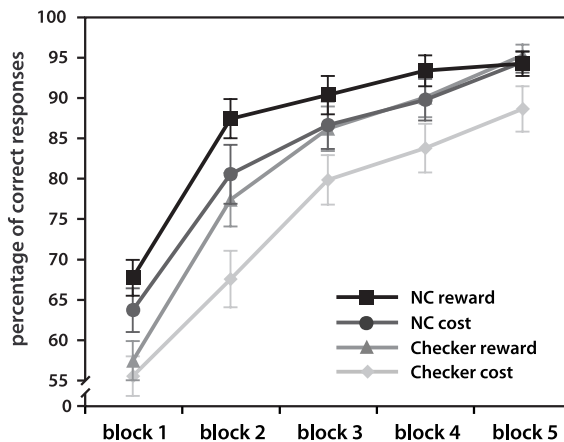 percentage of correct responses
100
95
90
85
80
75
70
65
60
55
0
NC reward
NC cost
Checker reward
Checker cost
block 1 block 2 block 3 block 4 block 5